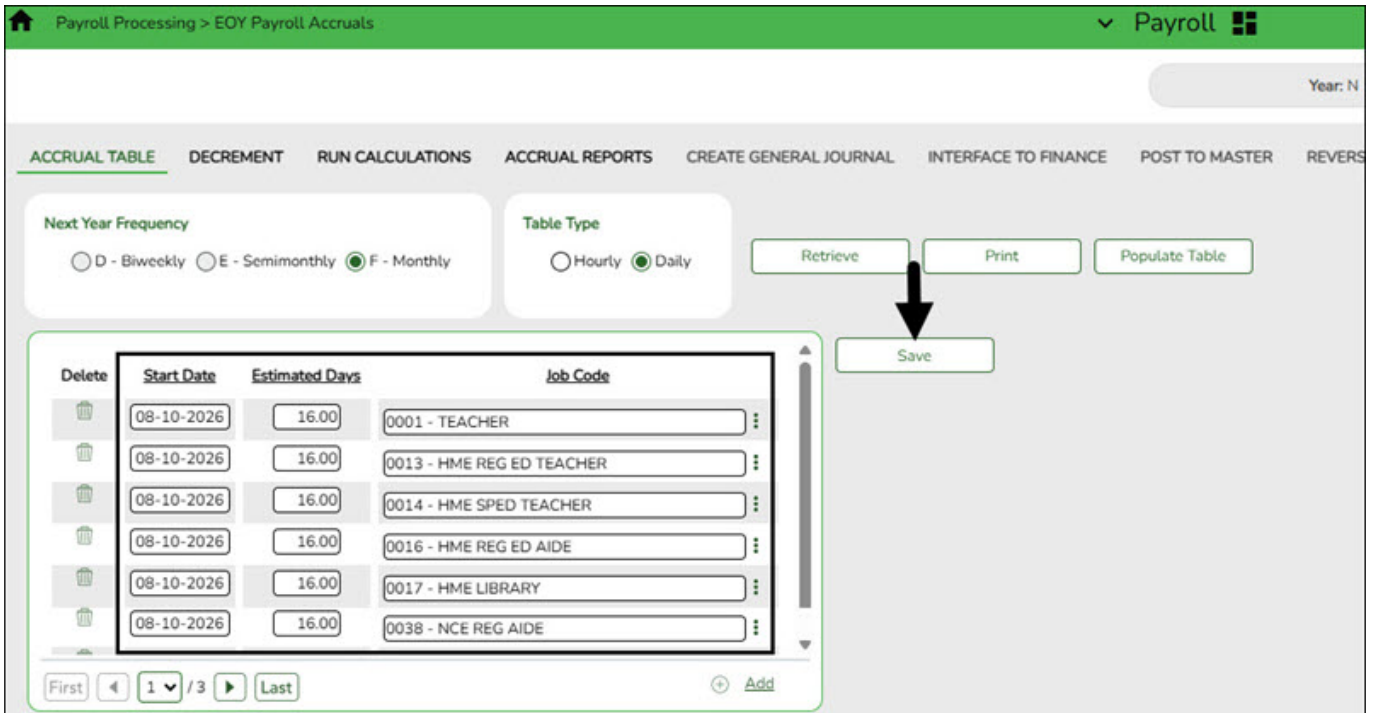 Payroll Processing > EOY Payroll Accruals
Payroll
Year: N
ACCRUAL TABLE DECREMENT RUN CALCULATIONS ACCRUAL REPORTS CREATE GENERAL JOURNAL INTERFACE TO FINANCE POST TO MASTER REVERS
Next Year Frequency
D - Biweekly E - Semimonthly F - Monthly
Table Type
Hourly Daily
Retrieve Print Populate Table
Save
Delete Start Date Estimated Days Job Code
08-10-2026 16.00 0001 - TEACHER
08-10-2026 16.00 0013 - HME REG ED TEACHER
08-10-2026 16.00 0014 - HME SPED TEACHER
08-10-2026 16.00 0016 - HME REG ED AIDE
08-10-2026 16.00 0017 - HME LIBRARY
08-10-2026 16.00 0038 - NCE REG AIDE
First 1 / 3 Last
Add